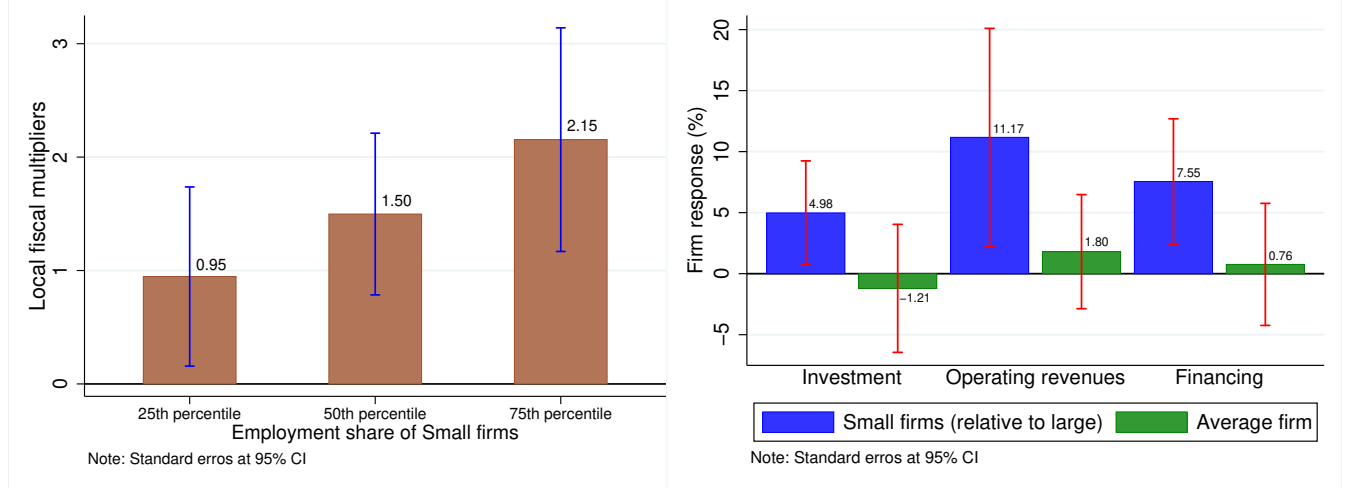 Local fiscal multipliers
3
2
1
0
0.95
1.50
2.15
25th percentile
50th percentile
75th percentile
Employment share of Small firms
Note: Standard erros at 95% CI
Firm response (%)
20
15
10
5
0
−5
4.98
−1.21
11.17
1.80
7.55
0.76
Investment
Operating revenues
Financing
Small firms (relative to large)
Average firm
Note: Standard erros at 95% CI